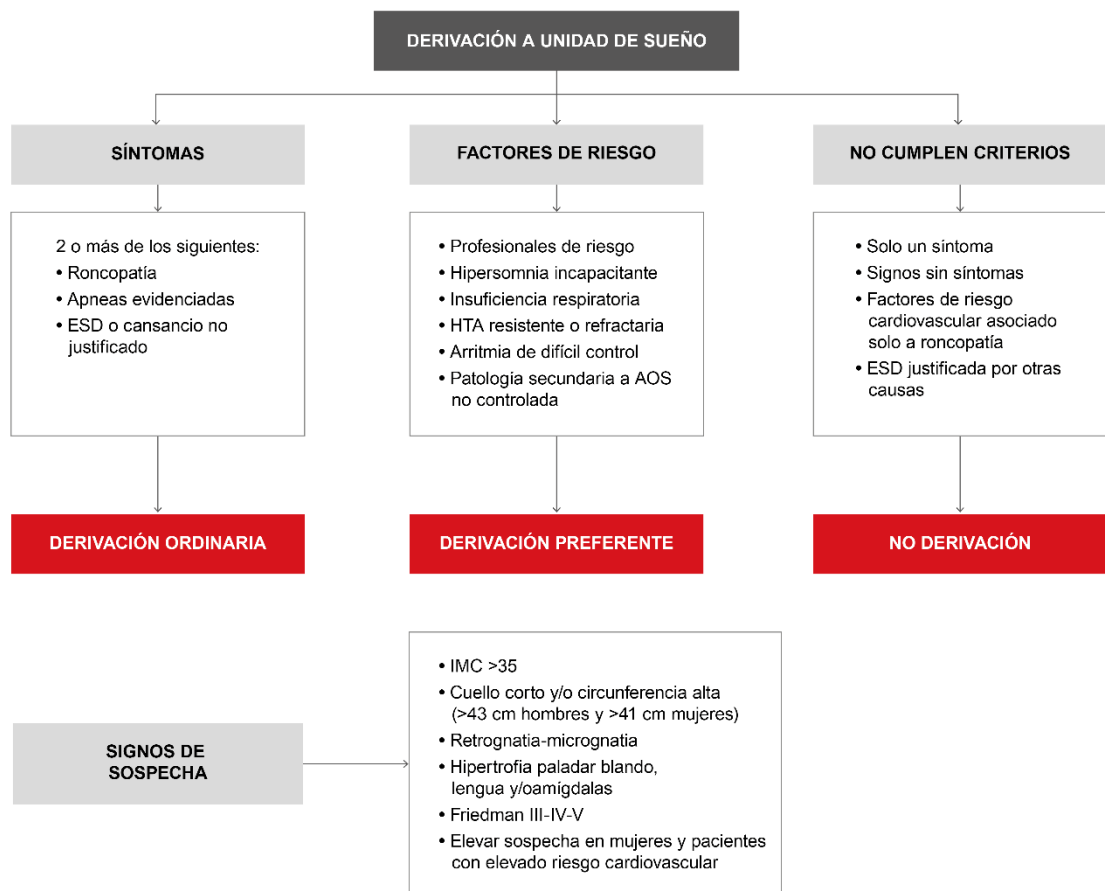 DERIVACIÓN A UNIDAD DE SUEÑO
SÍNTOMAS
2 o más de los siguientes:
• Roncopatía
• Apneas evidenciadas
• ESD o cansancio no
justificado
DERIVACIÓN ORDINARIA
FACTORES DE RIESGO
• Profesionales de riesgo
• Hipersomnia incapacitante
• Insuficiencia respiratoria
• HTA resistente o refractaria
• Arritmia de difícil control
• Patología secundaria a AOS
no controlada
DERIVACIÓN PREFERENTE
NO CUMPLEN CRITERIOS
• Solo un síntoma
• Signos sin síntomas
• Factores de riesgo
cardiovascular asociado
solo a roncopatía
• ESD justificada por otras
causas
NO DERIVACIÓN
SIGNOS DE
SOSPECHA
• IMC >35
• Cuello corto y/o circunferencia alta
(>43 cm hombres y >41 cm mujeres)
• Retrognatia-micrognatia
• Hipertrofia paladar blando,
lengua y/oamígdalas
• Friedman III-IV-V
• Elevar sospecha en mujeres y pacientes
con elevado riesgo cardiovascular